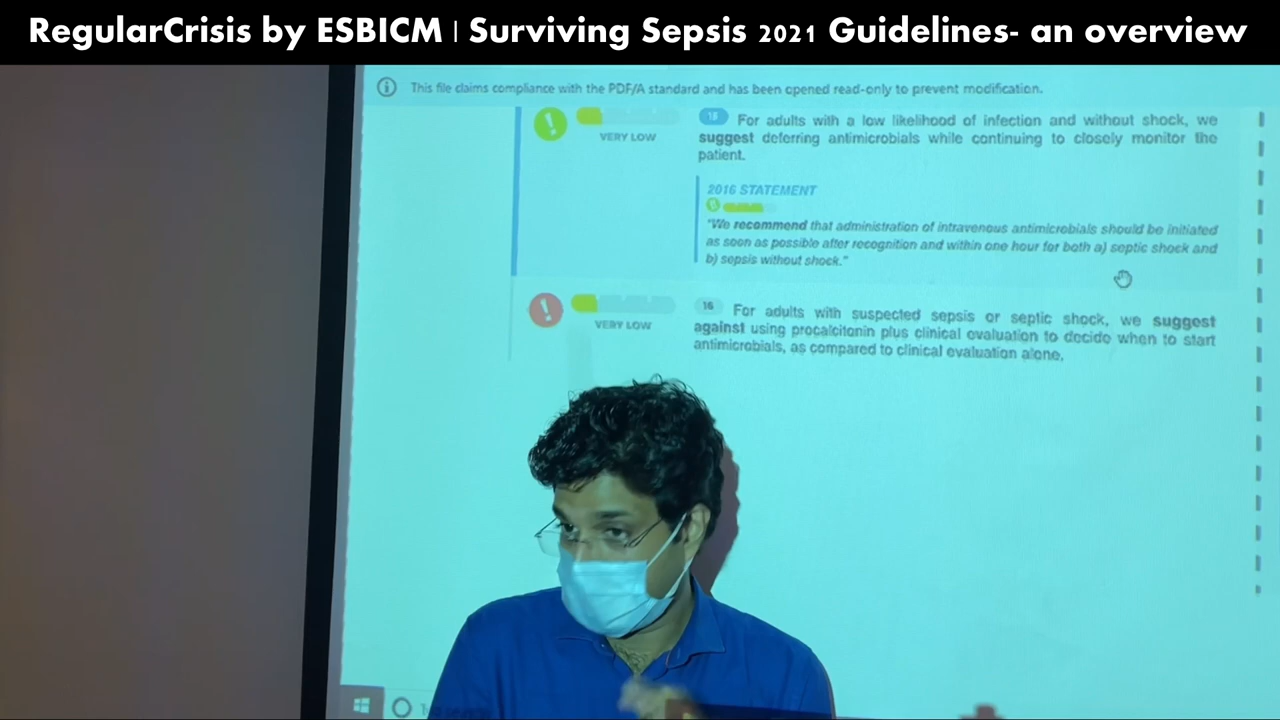 RegularCrisis by ESBICM | Surviving Sepsis 2021 Guidelines- an overview
This file claims compliance with the PDF/A standard and has been opened read-only to prevent modification.
VERY LOW
15 For adults with a low likelihood of infection and without shock, we
suggest deferring antimicrobials while continuing to closely monitor the
patient.
2016 STATEMENT
"We recommend that administration of intravenous antimicrobials should be initiated
as soon as possible after recognition and within one hour for both a) septic shock and
b) sepsis without shock."
VERY LOW
16 For adults with suspected sepsis or septic shock, we suggest
against using procalcitonin plus clinical evaluation to decide when to start
antimicrobials, as compared to clinical evaluation alone.